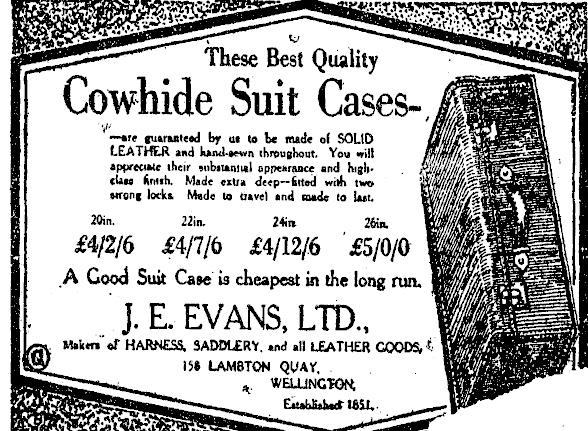 These Best Quality
Cowhide Suit Cases-
—are guaranteed by us to be made of SOLID
LEATHER and hand-sewn throughout. You will
appreciate their substantial appearance and high-
class finish. Made extra deep—fitted with two
strong locks. Made to travel and made to last.
20in. 22in. 24in 26in.
£4/2/6 £4/7/6 £4/12/6 £5/0/0
A Good Suit Case is cheapest in the long run.
J. E. EVANS, LTD.,
Makers of HARNESS, SADDLERY, and all LEATHER GOODS,
158 LAMBTON QUAY,
WELLINGTON,
Established 1851.